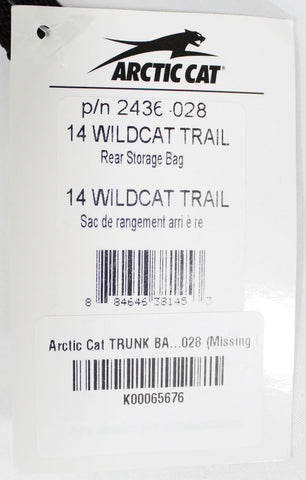 ARCTIC CAT®
p/n 2436-028
14 WILDCAT TRAIL
Rear Storage Bag
14 WILDCAT TRAIL
Sac de rangement arri è re
8 84646 38145 3
Arctic Cat TRUNK BA...028 (Missing
K00065676